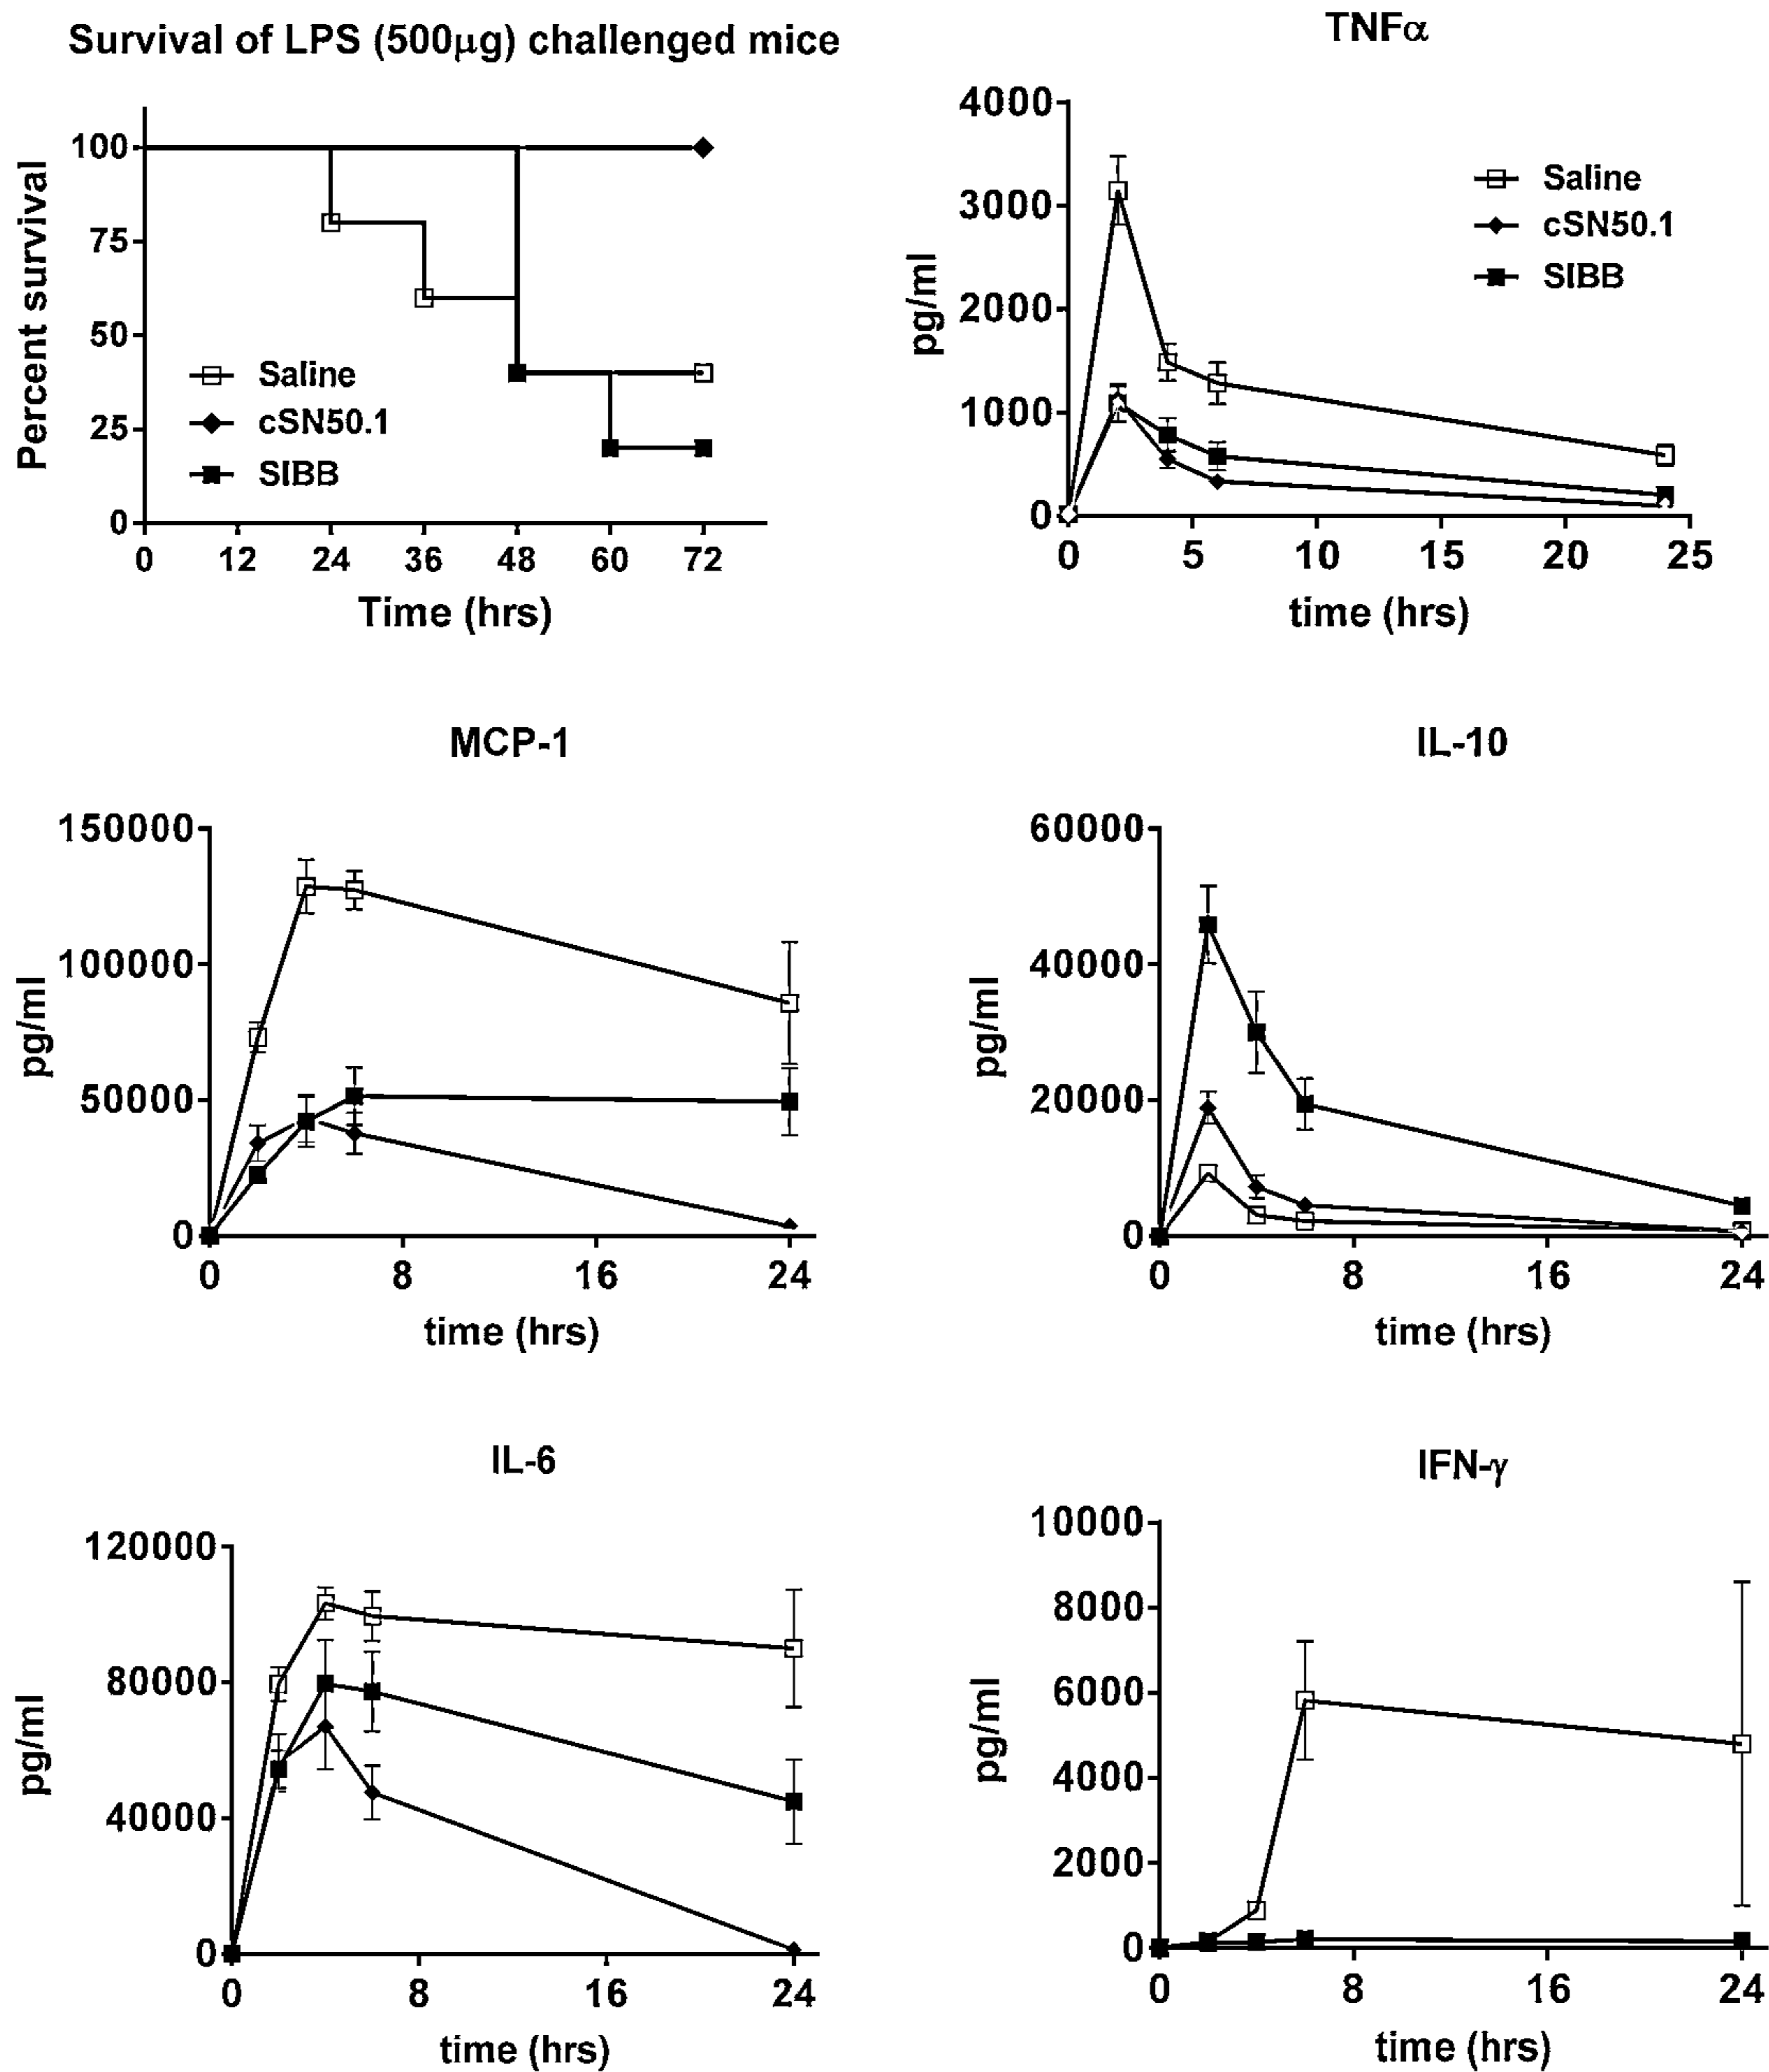 Survival of LPS (500µg) challenged mice
Percent survival
100
75
50
25
0
Saline
cSN50.1
SIBB
0 12 24 36 48 60 72
Time (hrs)
TNFα
pg/ml
4000
3000
2000
1000
0
Saline
cSN50.1
SIBB
0 5 10 15 20 25
time (hrs)
MCP-1
pg/ml
150000
100000
50000
0
0 8 16 24
time (hrs)
IL-10
pg/ml
60000
40000
20000
0
0 8 16 24
time (hrs)
IL-6
pg/ml
120000
80000
40000
0
0 8 16 24
time (hrs)
IFN-γ
pg/ml
10000
8000
6000
4000
2000
0
0 8 16 24
time (hrs)